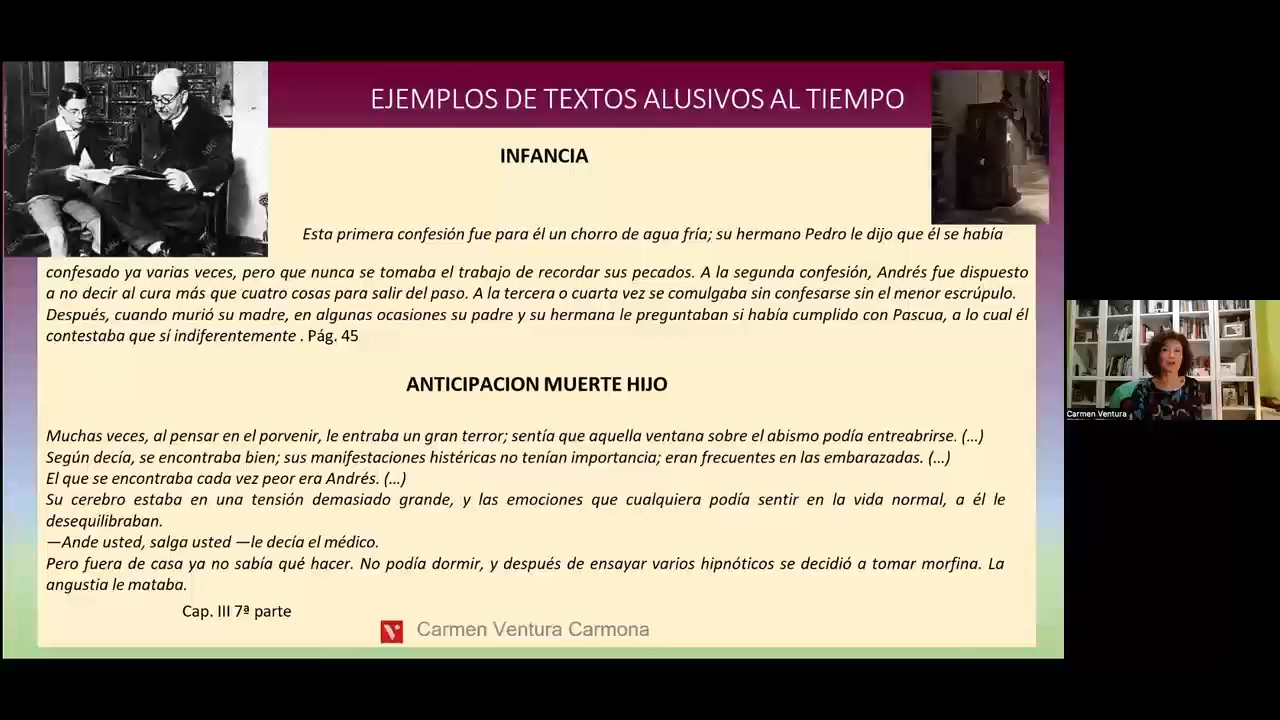 EJEMPLOS DE TEXTOS ALUSIVOS AL TIEMPO
INFANCIA
Esta primera confesión fue para él un chorro de agua fría; su hermano Pedro le dijo que él se había
confesado ya varias veces, pero que nunca se tomaba el trabajo de recordar sus pecados. A la segunda confesión, Andrés fue dispuesto
a no decir al cura más que cuatro cosas para salir del paso. A la tercera o cuarta vez se comulgaba sin confesarse sin el menor escrúpulo.
Después, cuando murió su madre, en algunas ocasiones su padre y su hermana le preguntaban si había cumplido con Pascua, a lo cual él
contestaba que sí indiferentemente . Pág. 45
ANTICIPACION MUERTE HIJO
Muchas veces, al pensar en el porvenir, le entraba un gran terror; sentía que aquella ventana sobre el abismo podía entreabrirse. (...)
Según decía, se encontraba bien; sus manifestaciones histéricas no tenían importancia; eran frecuentes en las embarazadas. (...)
El que se encontraba cada vez peor era Andrés. (...)
Su cerebro estaba en una tensión demasiado grande, y las emociones que cualquiera podía sentir en la vida normal, a él le
desequilibraban.
—Ande usted, salga usted —le decía el médico.
Pero fuera de casa ya no sabía qué hacer. No podía dormir, y después de ensayar varios hipnóticos se decidió a tomar morfina. La
angustia le mataba.
Cap. III 7ª parte
Carmen Ventura Carmona
Carmen Ventura